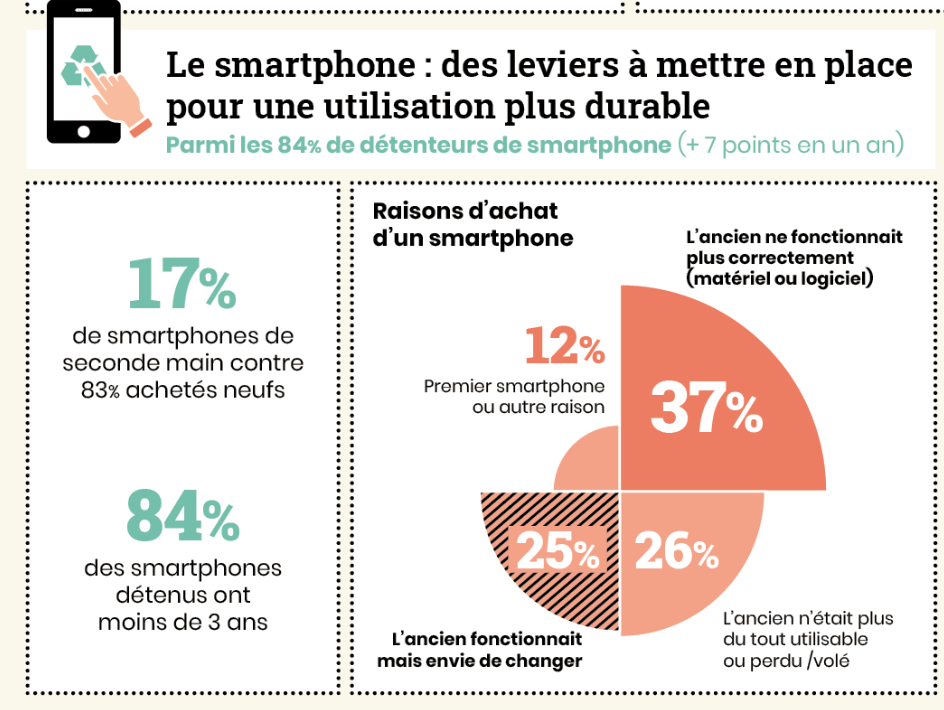 Le smartphone : des leviers à mettre en place
pour une utilisation plus durable
Parmi les 84% de détenteurs de smartphone (+ 7 points en un an)
17%
de smartphones de
seconde main contre
83% achetés neufs
84%
des smartphones
détenus ont
moins de 3 ans
Raisons d'achat
d'un smartphone
L'ancien ne fonctionnait
plus correctement
(matériel ou logiciel)
37%
12%
Premier smartphone
ou autre raison
25%
L'ancien fonctionnait
mais envie de changer
26%
L'ancien n'était plus
du tout utilisable
ou perdu /volé